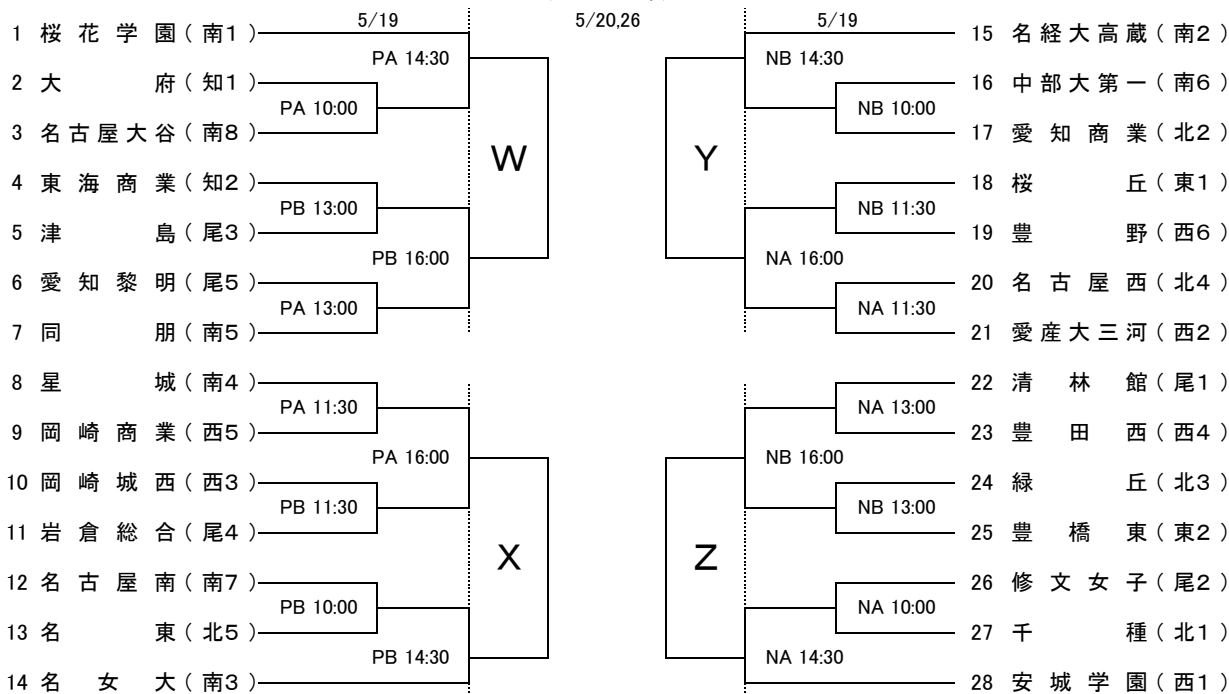 5/19 5/20,26 5/19
1 桜花学園(南1) PA 14:30 NB 14:30 15 名経大高蔵(南2)
2 大府(知1) PA 10:00 NB 10:00 16 中部大第一(南6)
3 名古屋大谷(南8) 17 愛知商業(北2)
W Y
4 東海商業(知2) PB 13:00 NB 11:30 18 桜丘(東1)
5 津島(尾3) 19 豊野(西6)
PB 16:00 NA 16:00
6 愛知黎明(尾5) PA 13:00 NA 11:30 20 名古屋西(北4)
7 同朋(南5) 21 愛産大三河(西2)
8 星城(南4) PA 11:30 NA 13:00 22 清林館(尾1)
9 岡崎商業(西5) 23 豊田西(西4)
PA 16:00 NB 16:00
10 岡崎城西(西3) PB 11:30 NB 13:00 24 緑丘(北3)
11 岩倉総合(尾4) 25 豊橋東(東2)
X Z
12 名古屋南(南7) PB 10:00 NA 10:00 26 修文女子(尾2)
13 名東(北5) 27 千種(北1)
PB 14:30 NA 14:30
14 名女大(南3) 28 安城学園(西1)